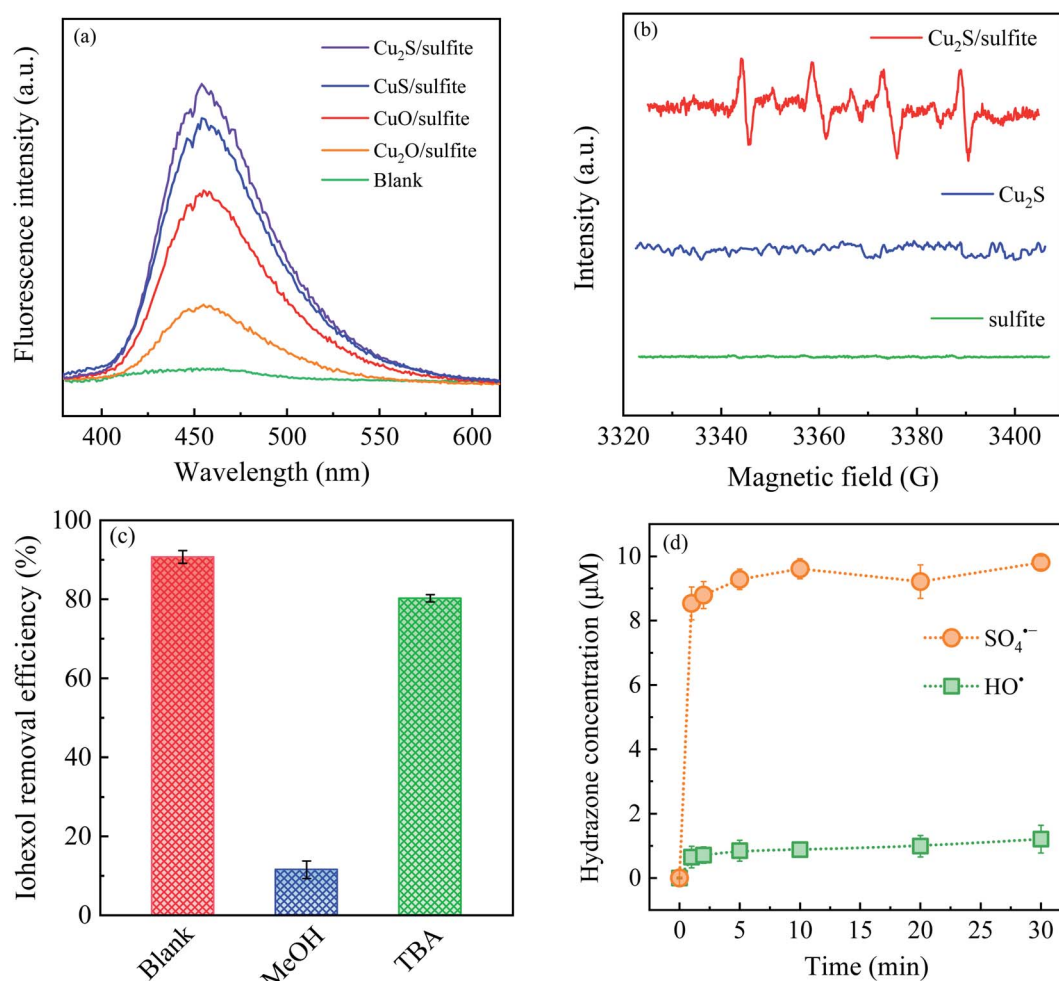 (a)
Cu₂S/sulfite
CuS/sulfite
CuO/sulfite
Cu₂O/sulfite
Blank
Fluorescence intensity (a.u.)
400 450 500 550 600
Wavelength (nm)
(b)
Cu₂S/sulfite
Cu₂S
sulfite
Intensity (a.u.)
3320 3340 3360 3380 3400
Magnetic field (G)
(c)
Iohexol removal efficiency (%)
100
80
60
40
20
0
Blank
MeOH
TBA
(d)
Hydrazone concentration (μM)
10
8
6
4
2
0
SO₄•−
HO•
0 5 10 15 20 25 30
Time (min)